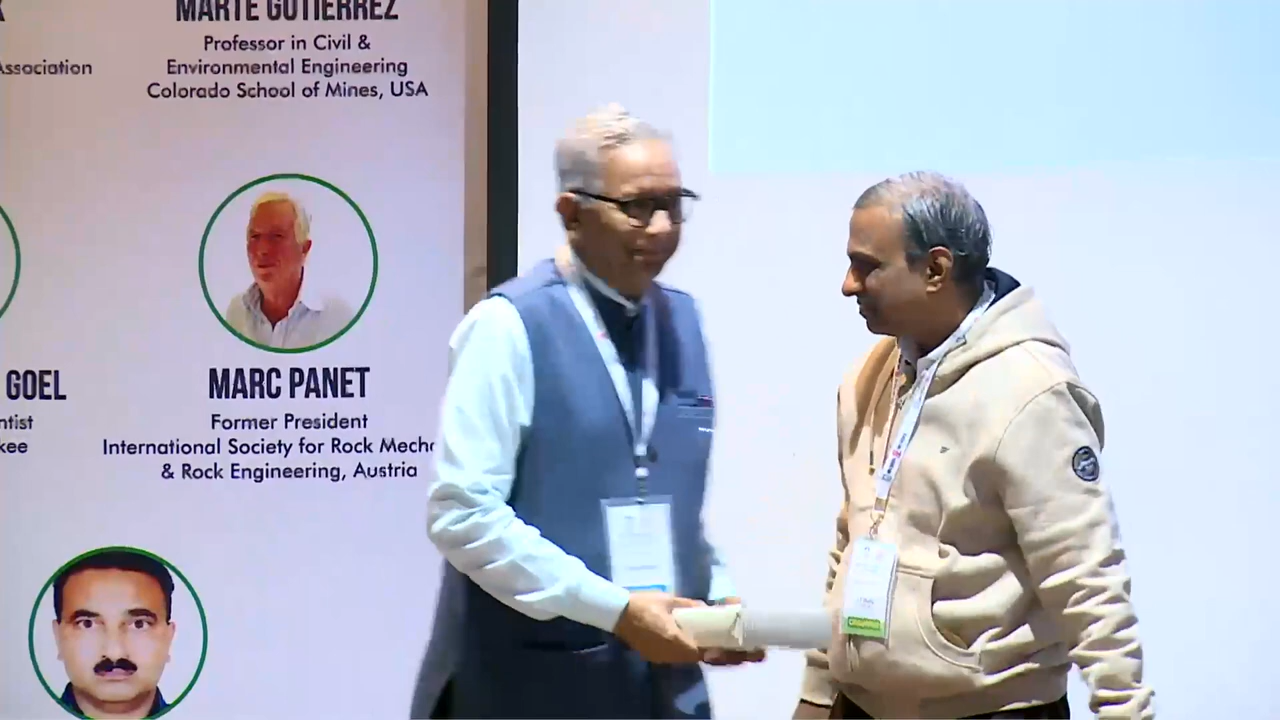 MARTE GUTIERREZ
Professor in Civil &
Environmental Engineering
Colorado School of Mines, USA
Association
MARC PANET
Former President
International Society for Rock Mecha
& Rock Engineering, Austria
GOEL
ntist
kee